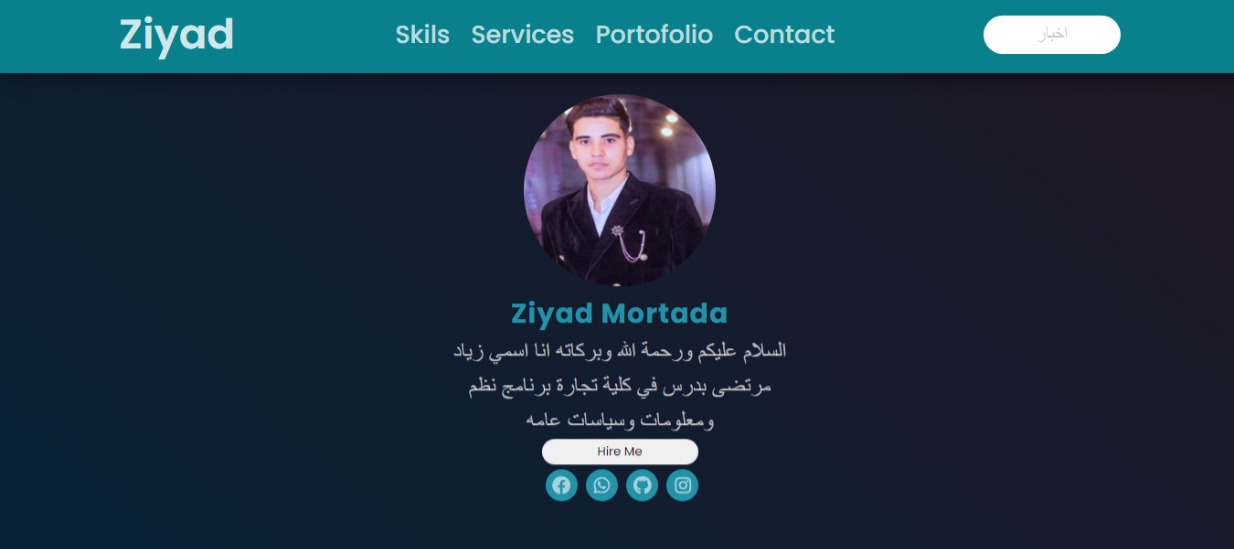 Ziyad
Skils Services Portofolio Contact
اخبار
Ziyad Mortada
السلام عليكم ورحمة الله وبركاته انا اسمي زياد
مرتضى بدرس في كلية تجارة برنامج نظم
ومعلومات وسياسات عامه
Hire Me